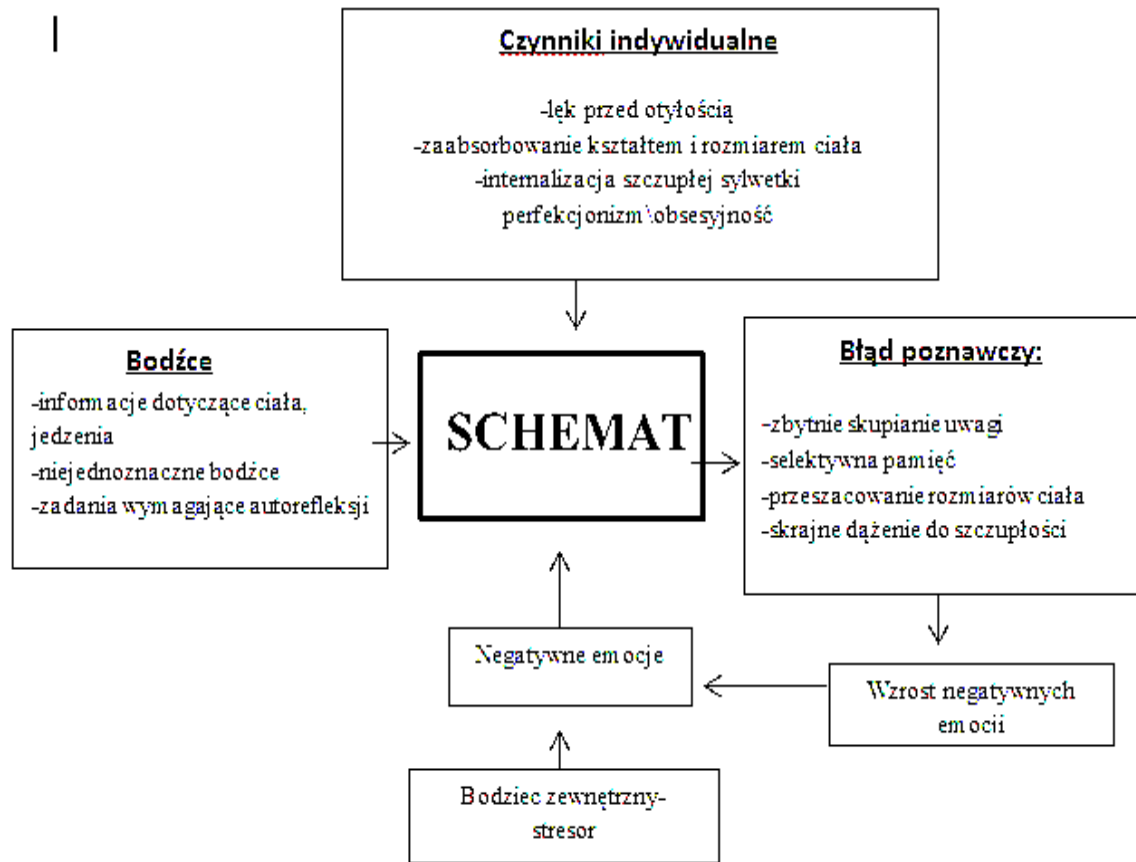 Czynniki indywidualne
-lęk przed otyłością
-zaabsorbowanie kształtem i rozmiarem ciała
-internalizacja szczupłej sylwetki
perfekcjonizm\obsesyjność
Bodźce
-informacje dotyczące ciała,
jedzenia
-niejednoznaczne bodźce
-zadania wymagające autorefleksji
SCHEMAT
Błąd poznawczy:
-zbytnie skupianie uwagi
-selektywna pamięć
-przeszacowanie rozmiarów ciała
-skrajne dążenie do szczupłości
Negatywne emocje
Wzrost negatywnych
emocii
Bodziec zewnętrzny-
stresor